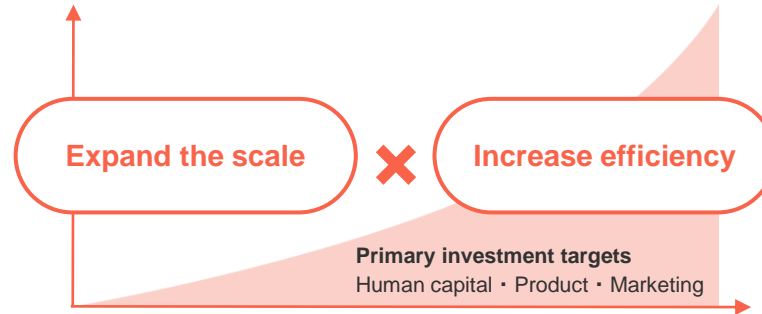 Expand the scale
×
Increase efficiency
Primary investment targets
Human capital・Product・Marketing